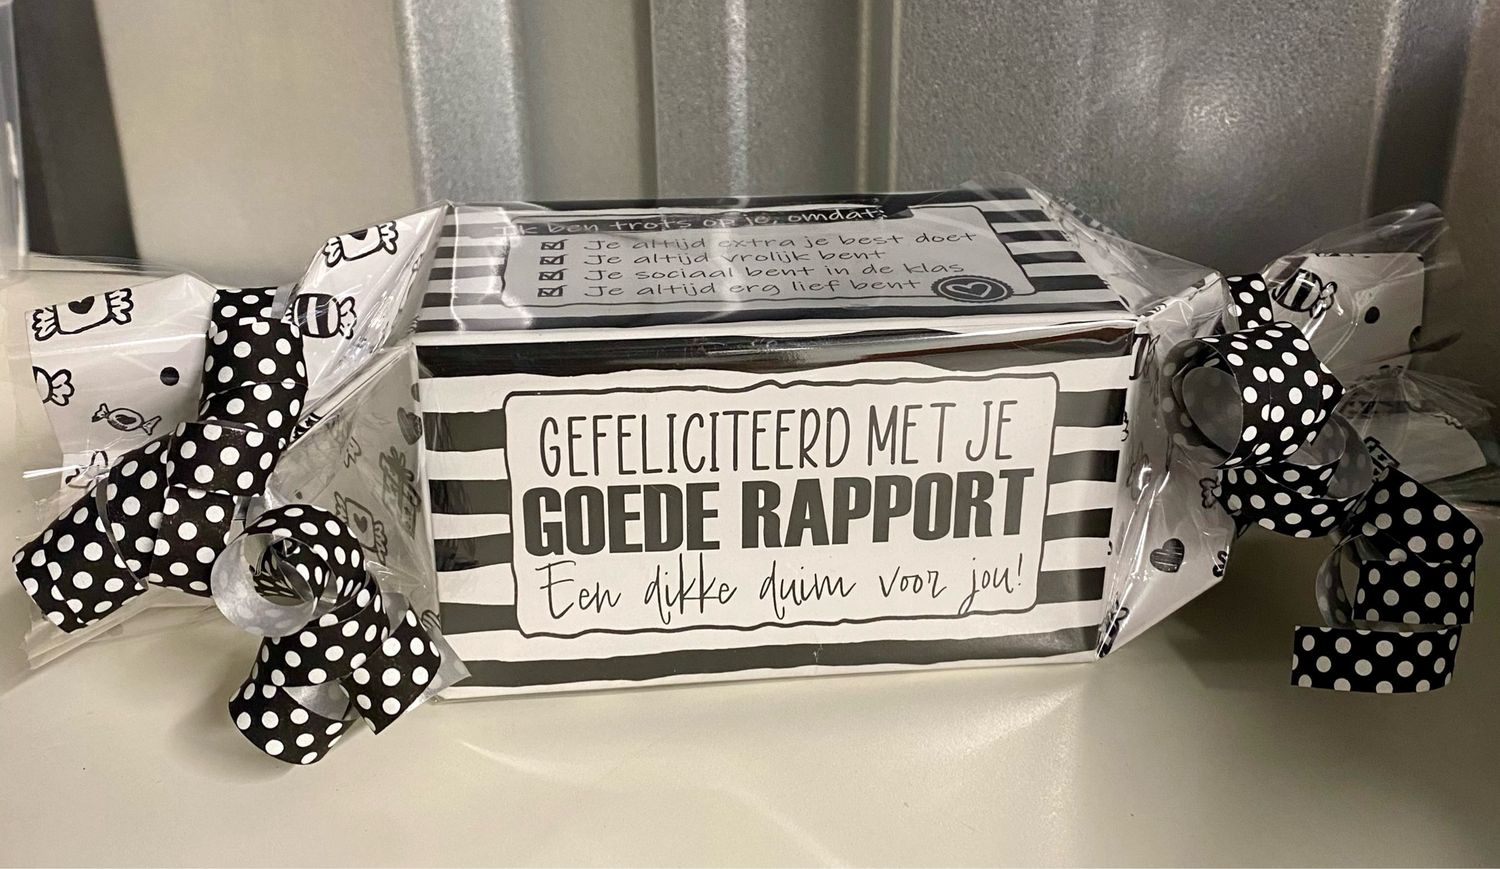 Ik ben trots op je, omdat:
Je altijd extra je best doet
Je altijd vrolijk bent
Je sociaal bent in de klas
Je altijd erg lief bent
GEFELICITEERD MET JE
GOEDE RAPPORT
Een dikke duim voor jou!